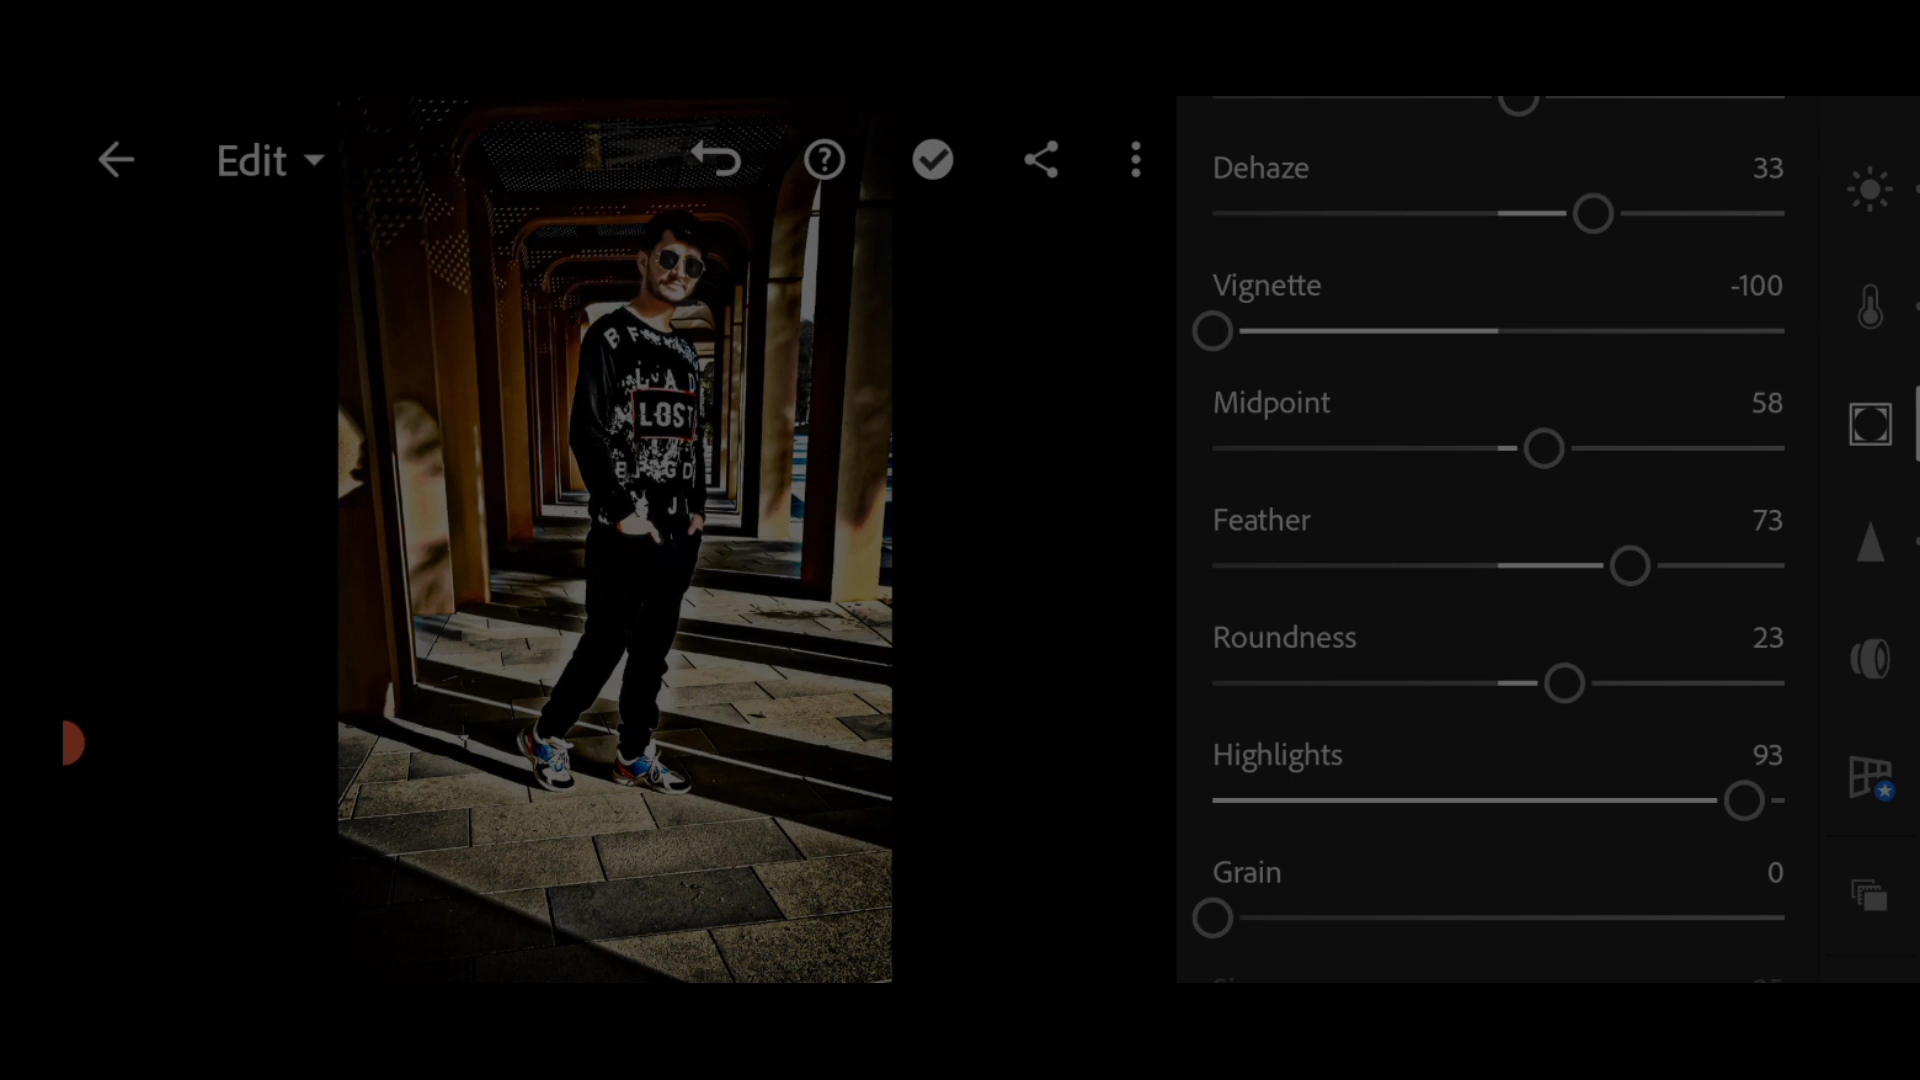 Edit
Dehaze 33
Vignette -100
Midpoint 58
Feather 73
Roundness 23
Highlights 93
Grain 0
LOST